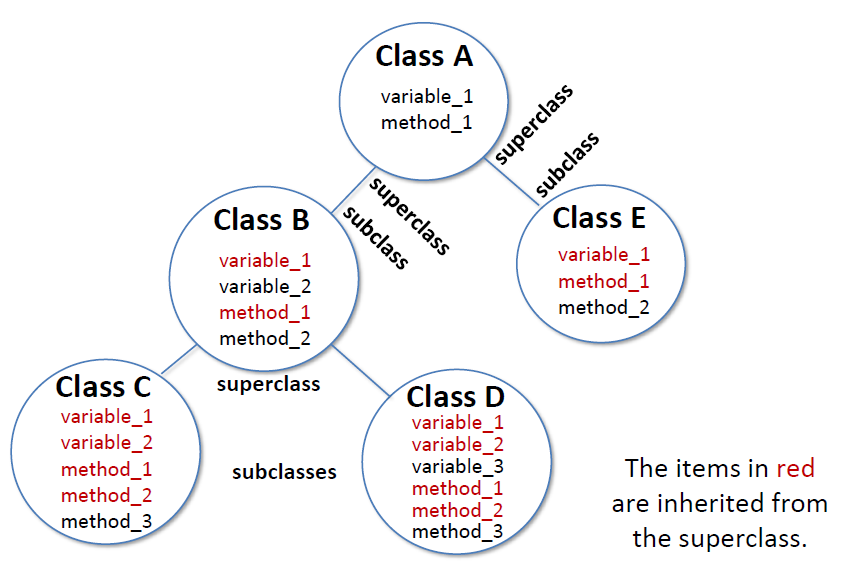 Class A
variable_1
method_1
superclass
subclass
superclass
subclass
Class B
variable_1
variable_2
method_1
method_2
Class E
variable_1
method_1
method_2
superclass
subclasses
Class C
variable_1
variable_2
method_1
method_2
method_3
Class D
variable_1
variable_2
variable_3
method_1
method_2
method_3
The items in red
are inherited from
the superclass.